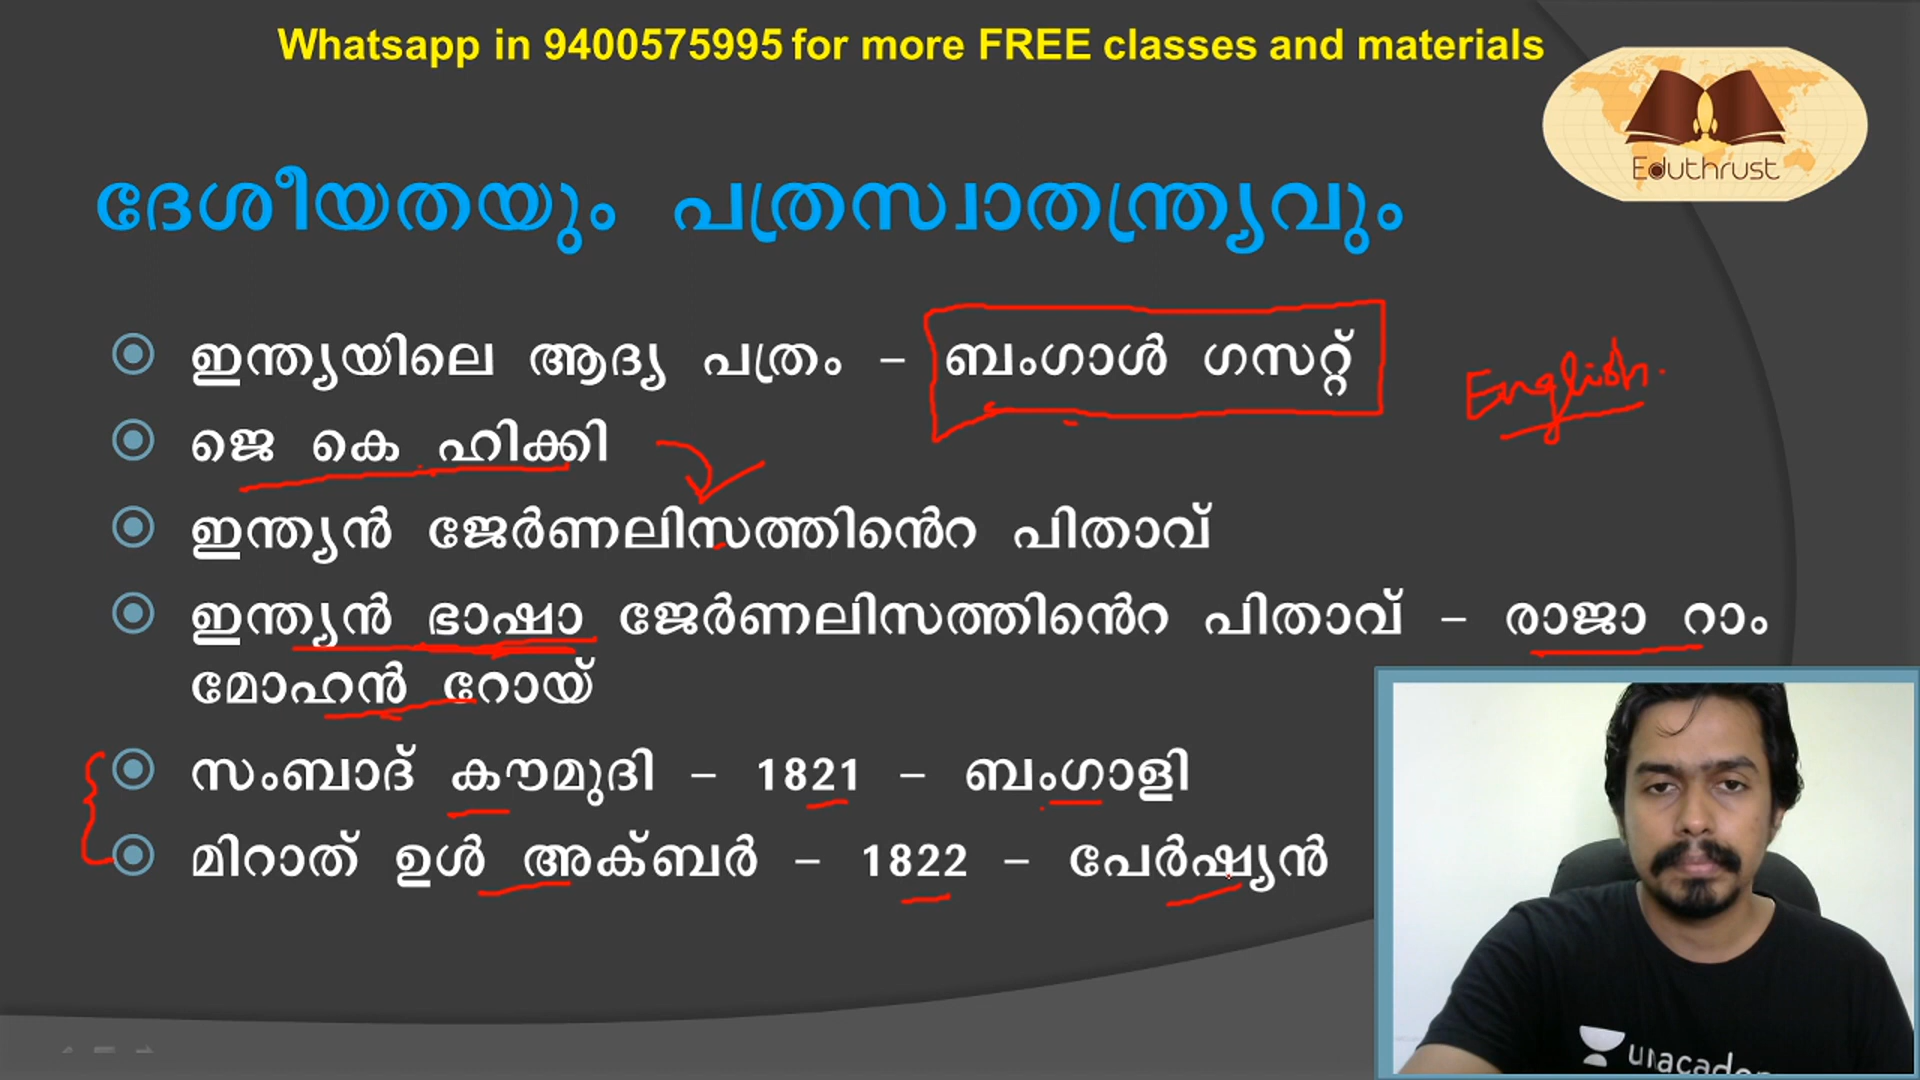 Whatsapp in 9400575995 for more FREE classes and materials
Eduthrust
ദേശീയതയും പത്രസ്വാതന്ത്ര്യവും
ഇന്ത്യയിലെ ആദ്യ പത്രം – ബംഗാൾ ഗസറ്റ്
English.
ജെ കെ ഹിക്കി
ഇന്ത്യൻ ജേർണലിസത്തിൻെറ പിതാവ്
ഇന്ത്യൻ ഭാഷാ ജേർണലിസത്തിൻെറ പിതാവ് – രാജാ റാം
മോഹൻ റോയ്
സംബാദ് കൗമുദി – 1821 – ബംഗാളി
മിറാത് ഉൾ അക്ബർ – 1822 – പേർഷ്യൻ
unacade